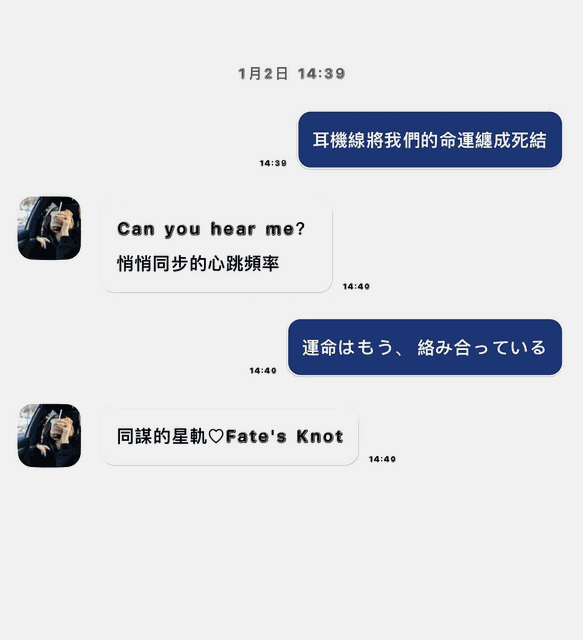 1月2日 14:39
耳機線將我們的命運纏成死結
14:39
Can you hear me?
悄悄同步的心跳頻率
14:40
運命はもう、絡み合っている
14:40
同謀的星軌♡Fate's Knot
14:40